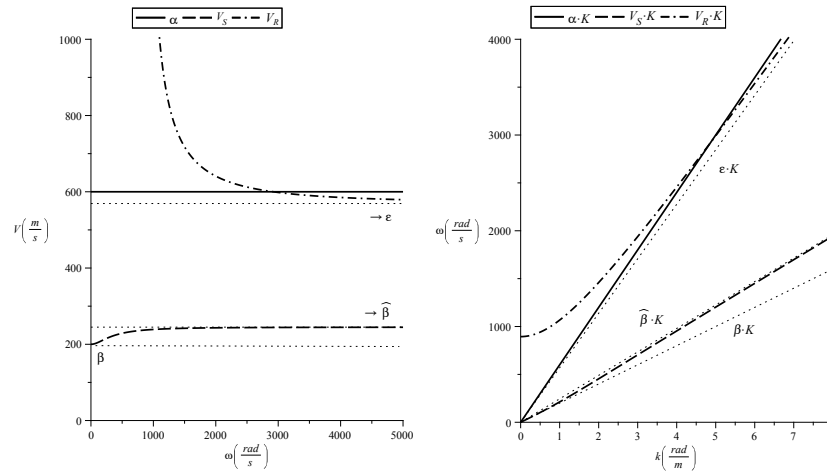 α V_S V_R
1000
800
600
400
200
0
V(m/s)
→ ε
→ β̂
β
0 1000 2000 3000 4000 5000
ω(rad/s)
α·K V_S·K V_R·K
4000
3000
2000
1000
0
ω(rad/s)
ε·K
β̂·K
β·K
0 1 2 3 4 5 6 7
k(rad/m)